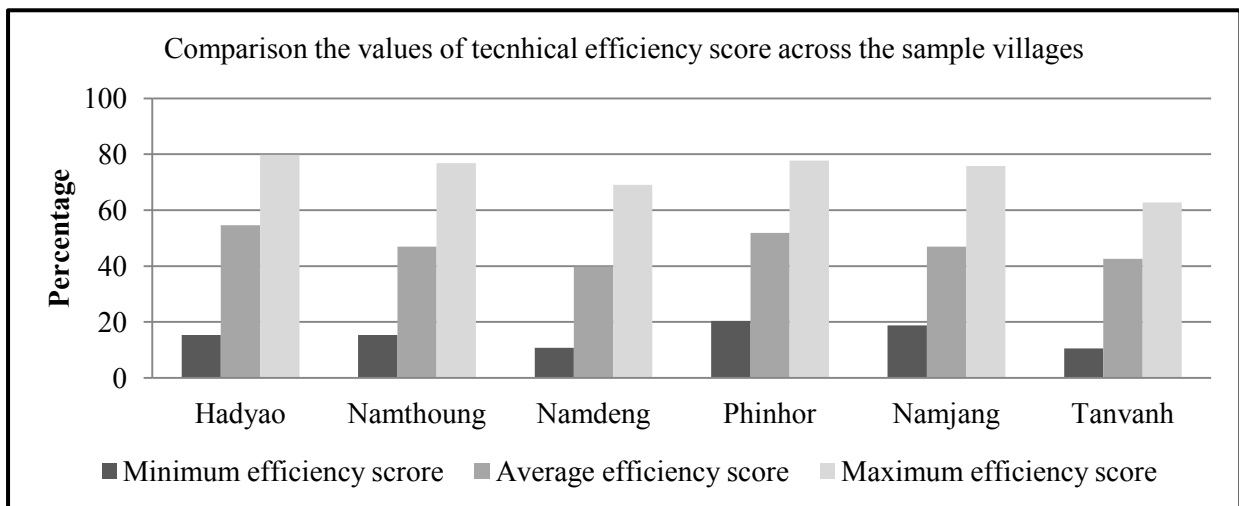 Comparison the values of tecnhical efficiency score across the sample villages
Percentage
100
80
60
40
20
0
Hadyao Namthoung Namdeng Phinhor Namjang Tanvanh
Minimum efficiency scrore Average efficiency score Maximum efficiency score